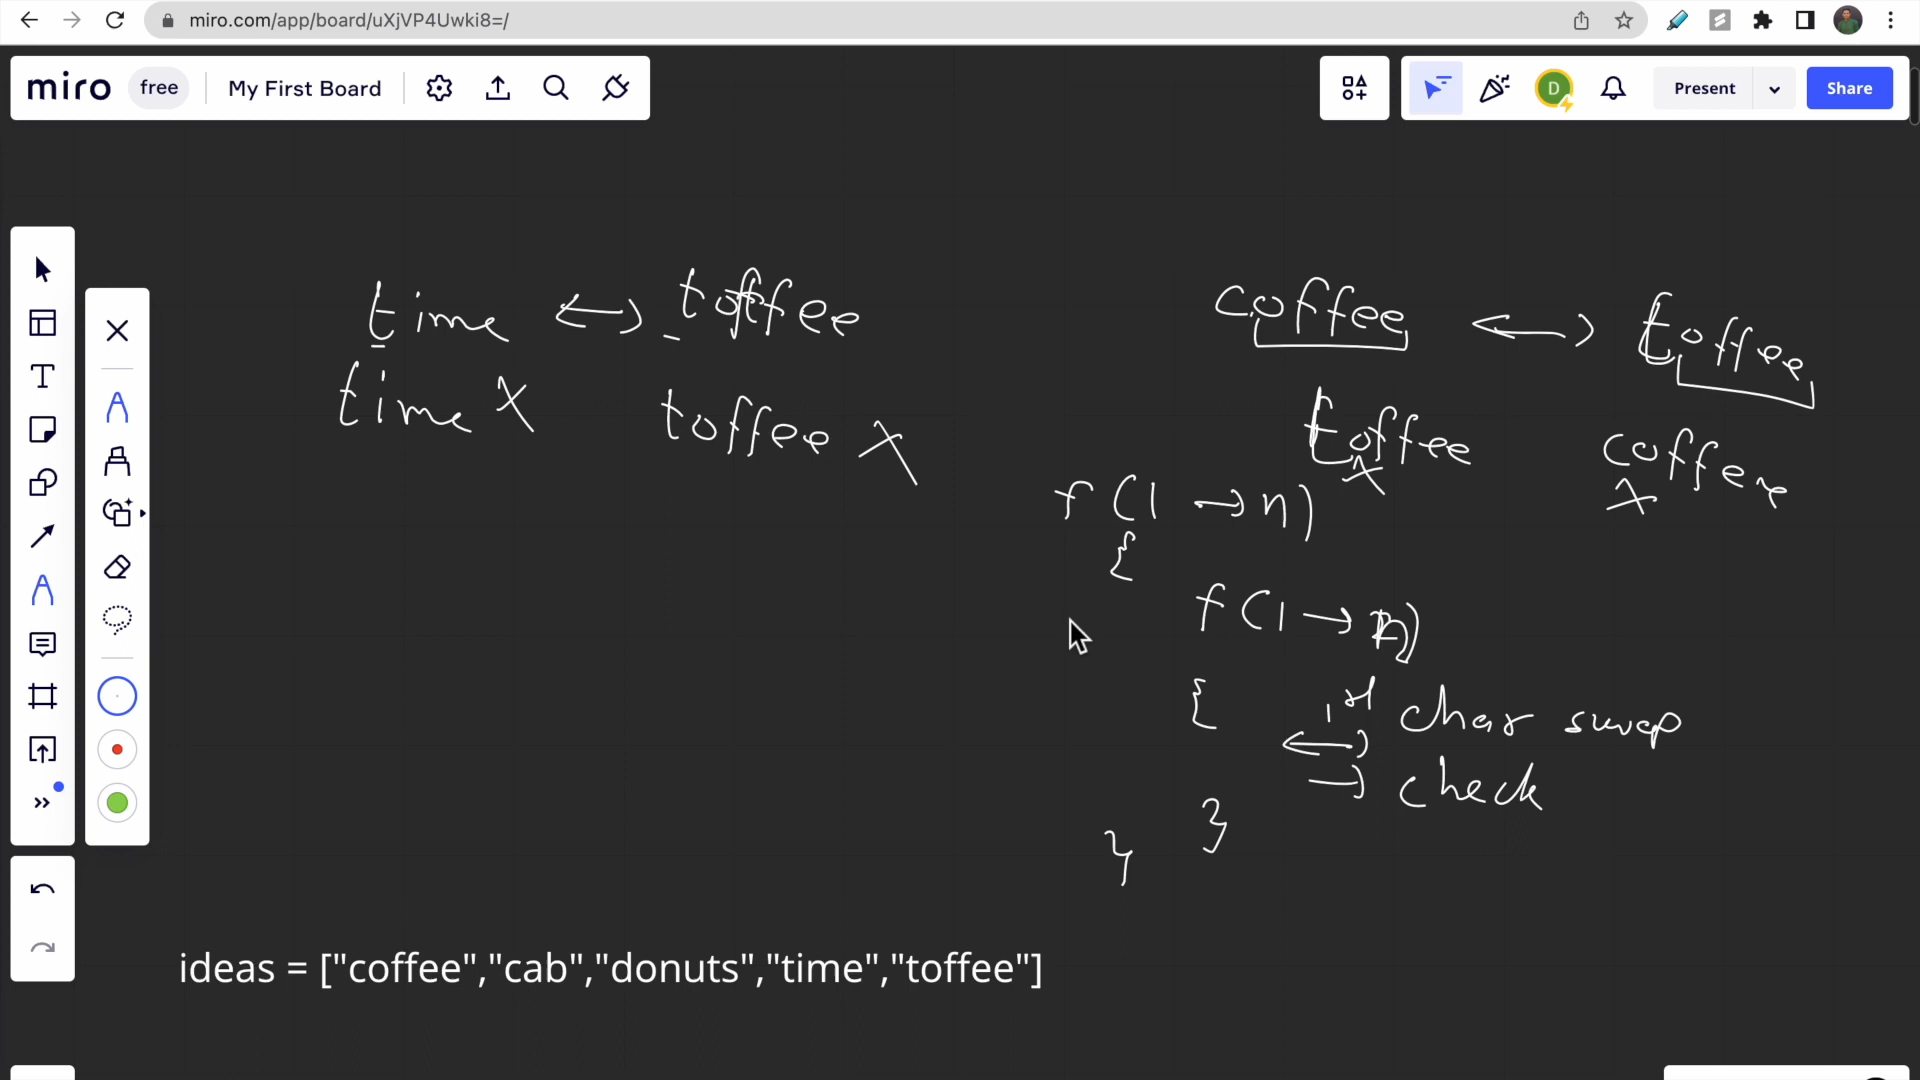 miro.com/app/board/uXjVP4Uwki8=/
miro free My First Board
D Present Share
time ↔ toffee
time X toffee X
coffee ↔ toffee
toffee coffee
X X
f (1 → n)
{
f (1 → n)
{ 1st char swap
↔
→ check
}
}
ideas = ["coffee","cab","donuts","time","toffee"]